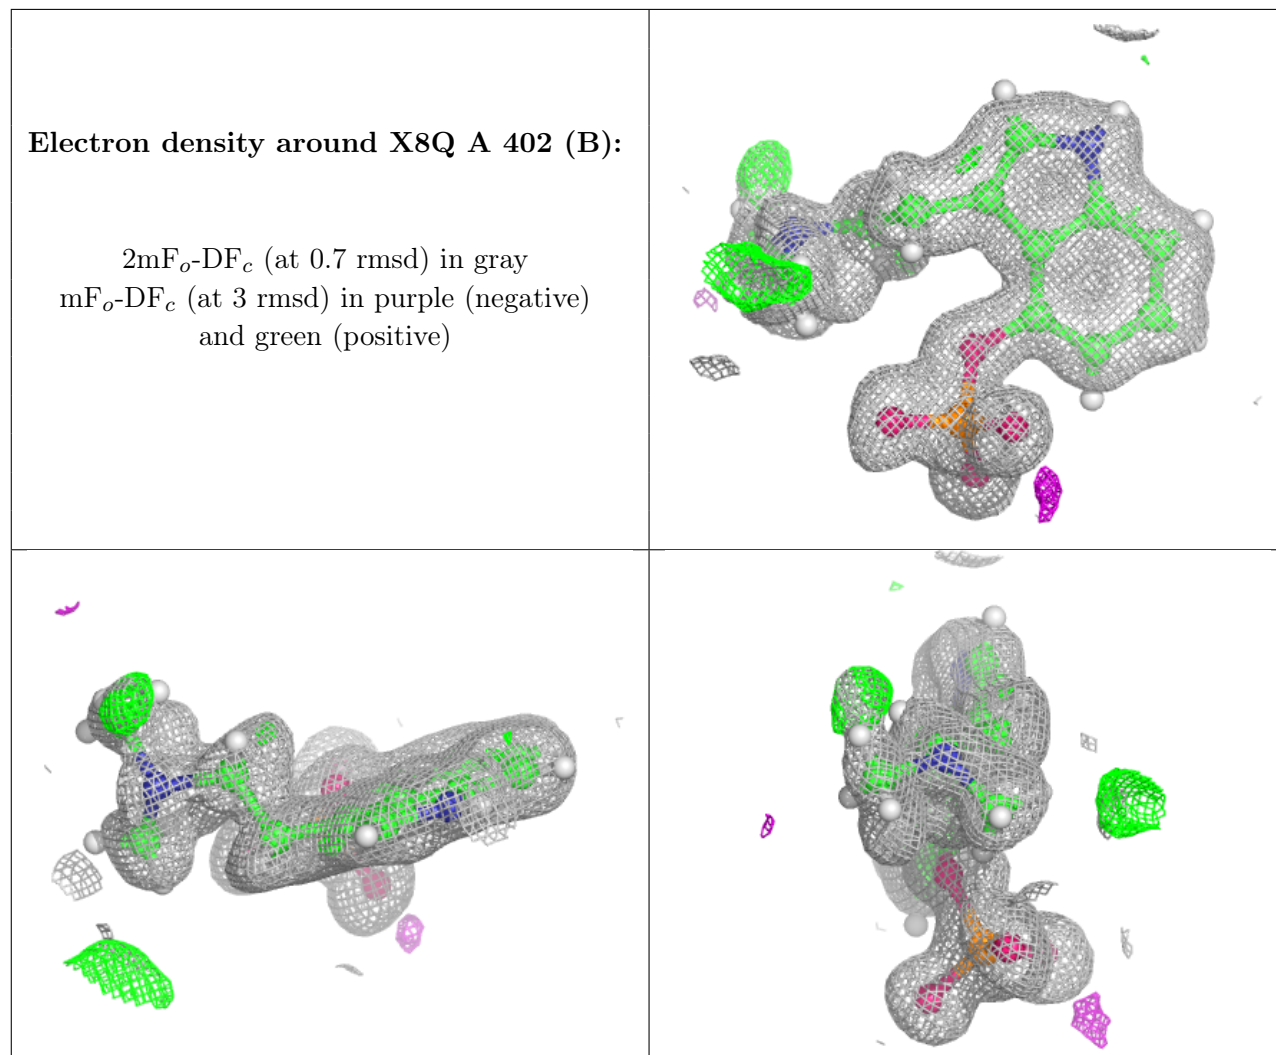 Electron density around X8Q A 402 (B):
2mFo-DFc (at 0.7 rmsd) in gray
mFo-DFc (at 3 rmsd) in purple (negative)
and green (positive)